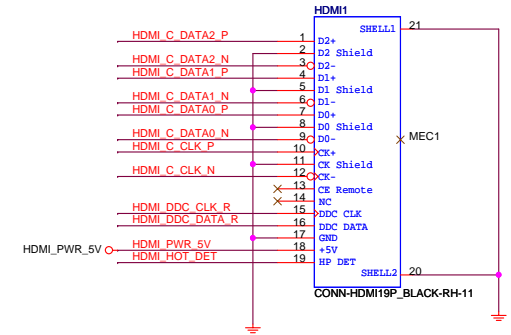 HDMI1
HDMI_C_DATA2_P 1 D2+ SHELL1 21
2 D2 Shield
HDMI_C_DATA2_N 3 D2-
HDMI_C_DATA1_P 4 D1+
5 D1 Shield
HDMI_C_DATA1_N 6 D1-
HDMI_C_DATA0_P 7 D0+
8 D0 Shield
HDMI_C_DATA0_N 9 D0- MEC1
HDMI_C_CLK_P 10 CK+
11 CK Shield
HDMI_C_CLK_N 12 CK-
13 CE Remote
14 NC
HDMI_DDC_CLK_R 15 DDC CLK
HDMI_DDC_DATA_R 16 DDC DATA
17 GND
HDMI_PWR_5V HDMI_PWR_5V 18 +5V
HDMI_HOT_DET 19 HP DET
SHELL2 20
CONN-HDMI19P_BLACK-RH-11